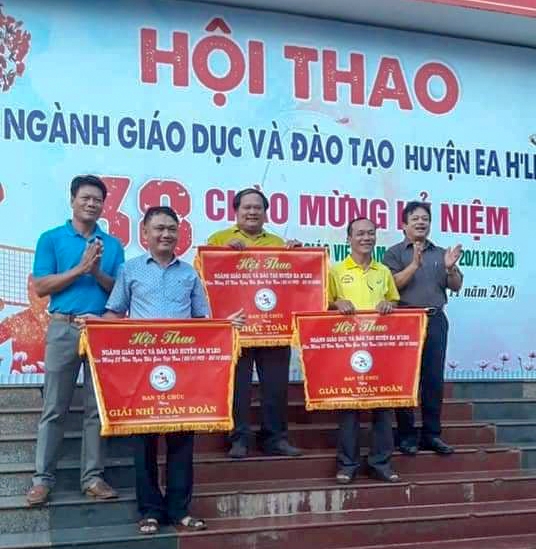 HỘI THAO
NGÀNH GIÁO DỤC VÀ ĐÀO TẠO HUYỆN EA H'L
38 CHÀO MỪNG KỶ NIỆM
20/11/2020
11 năm 2020
Hội Thao
NGÀNH GIÁO DỤC VÀ ĐÀO TẠO HUYỆN EA H'LEO
BAN TỔ CHỨC
NHẤT TOÀN
Hội Thao
NGÀNH GIÁO DỤC VÀ ĐÀO TẠO HUYỆN EA H'LEO
BAN TỔ CHỨC
GIẢI NHÌ TOÀN ĐOÀN
Hội Thao
NGÀNH GIÁO DỤC VÀ ĐÀO TẠO HUYỆN EA H'LEO
BAN TỔ CHỨC
GIẢI BA TOÀN ĐOÀN